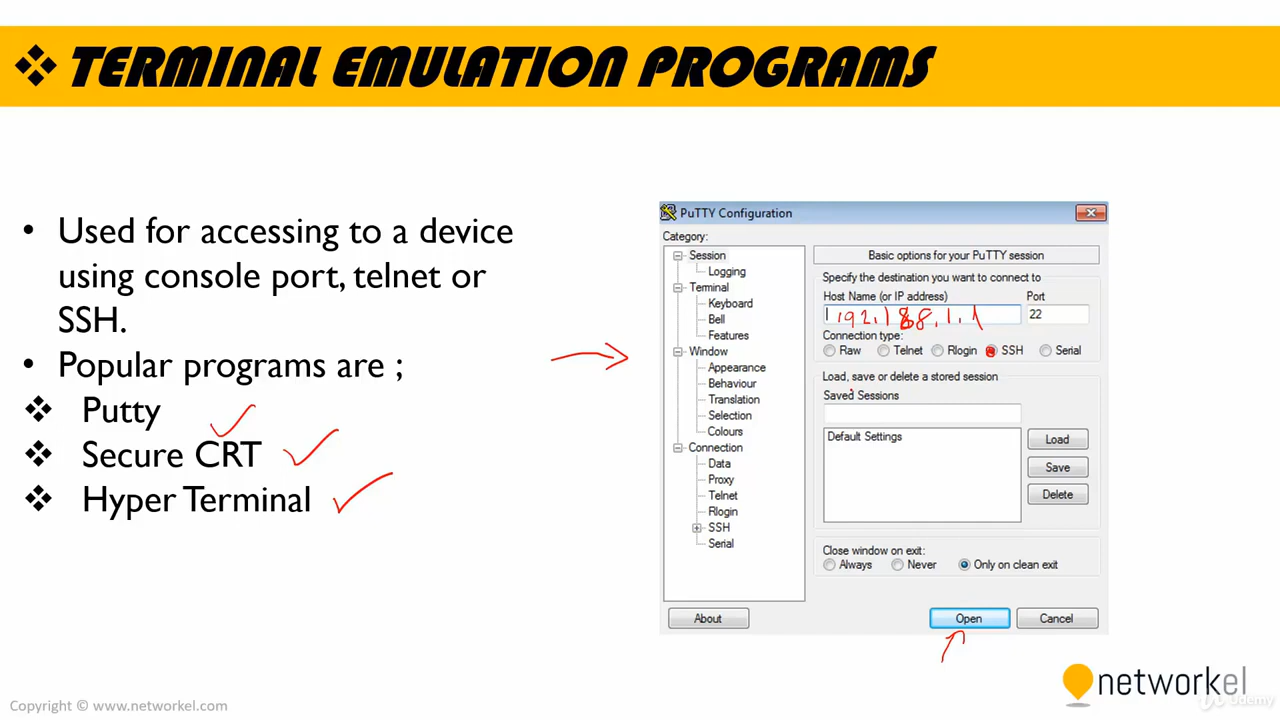 ❖ TERMINAL EMULATION PROGRAMS
• Used for accessing to a device
using console port, telnet or
SSH.
• Popular programs are ;
❖ Putty
❖ Secure CRT
❖ Hyper Terminal
PuTTY Configuration
Category:
Session
Logging
Terminal
Keyboard
Bell
Features
Window
Appearance
Behaviour
Translation
Selection
Colours
Connection
Data
Proxy
Telnet
Rlogin
SSH
Serial
Basic options for your PuTTY session
Specify the destination you want to connect to
Host Name (or IP address) Port
192.168.1.1 22
Connection type:
Raw Telnet Rlogin SSH Serial
Load, save or delete a stored session
Saved Sessions
Default Settings
Load
Save
Delete
Close window on exit:
Always Never Only on clean exit
About Open Cancel
networkel
Udemy
Copyright © www.networkel.com